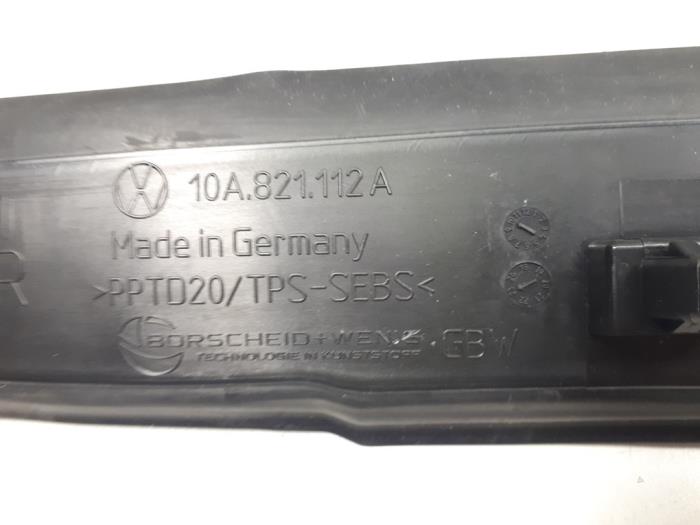 10A.821.112 A
Made in Germany
R
>PPTD20/TPS-SEBS<
BORSCHEID+WENIG GBW
TECHNOLOGIE IN KUNSTSTOFF